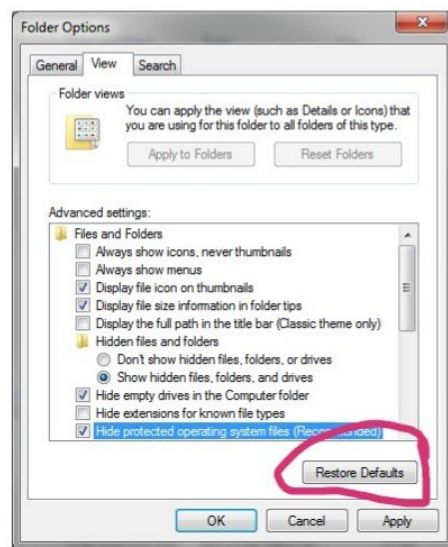 Folder Options
General View Search
Folder views
You can apply the view (such as Details or Icons) that
you are using for this folder to all folders of this type.
Apply to Folders Reset Folders
Advanced settings:
Files and Folders
Always show icons, never thumbnails
Always show menus
Display file icon on thumbnails
Display file size information in folder tips
Display the full path in the title bar (Classic theme only)
Hidden files and folders
Don't show hidden files, folders, or drives
Show hidden files, folders, and drives
Hide empty drives in the Computer folder
Hide extensions for known file types
Hide protected operating system files (Recommended)
Restore Defaults
OK Cancel Apply